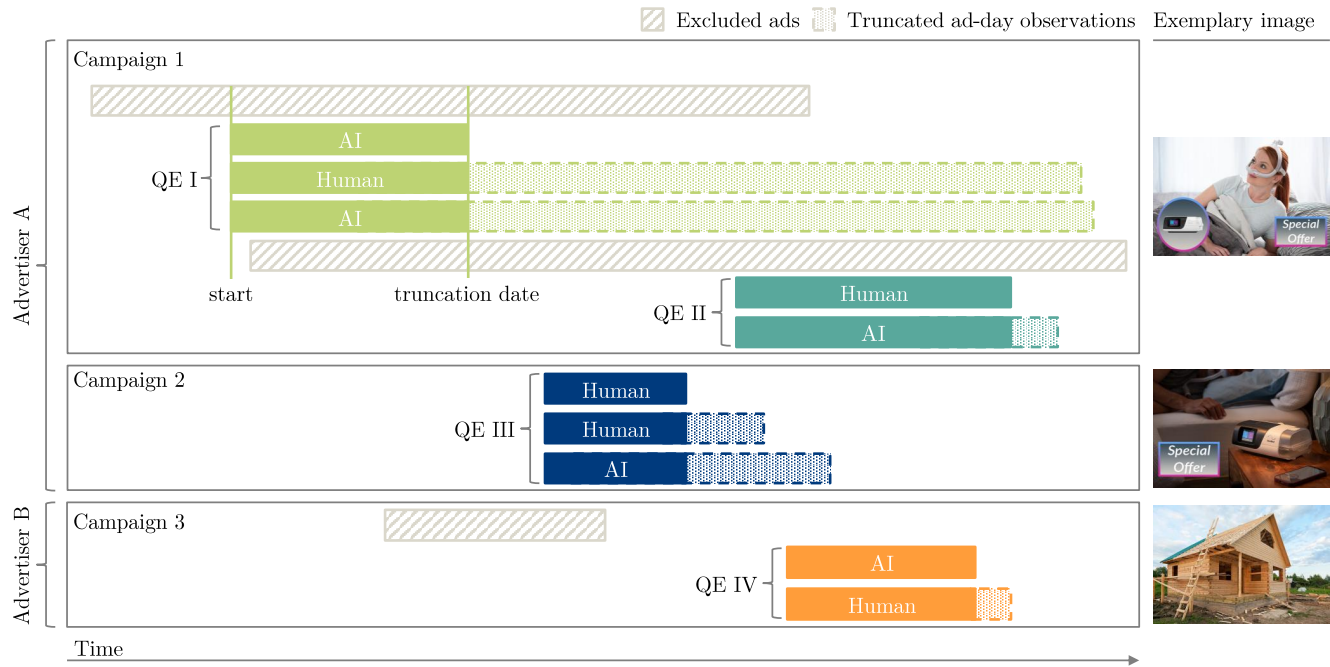 Excluded ads
Truncated ad-day observations
Exemplary image
Advertiser A
Campaign 1
AI
QE I
Human
AI
start
truncation date
Human
QE II
AI
Special
Offer
Campaign 2
Human
QE III
Human
AI
Special
Offer
Advertiser B
Campaign 3
AI
QE IV
Human
Time